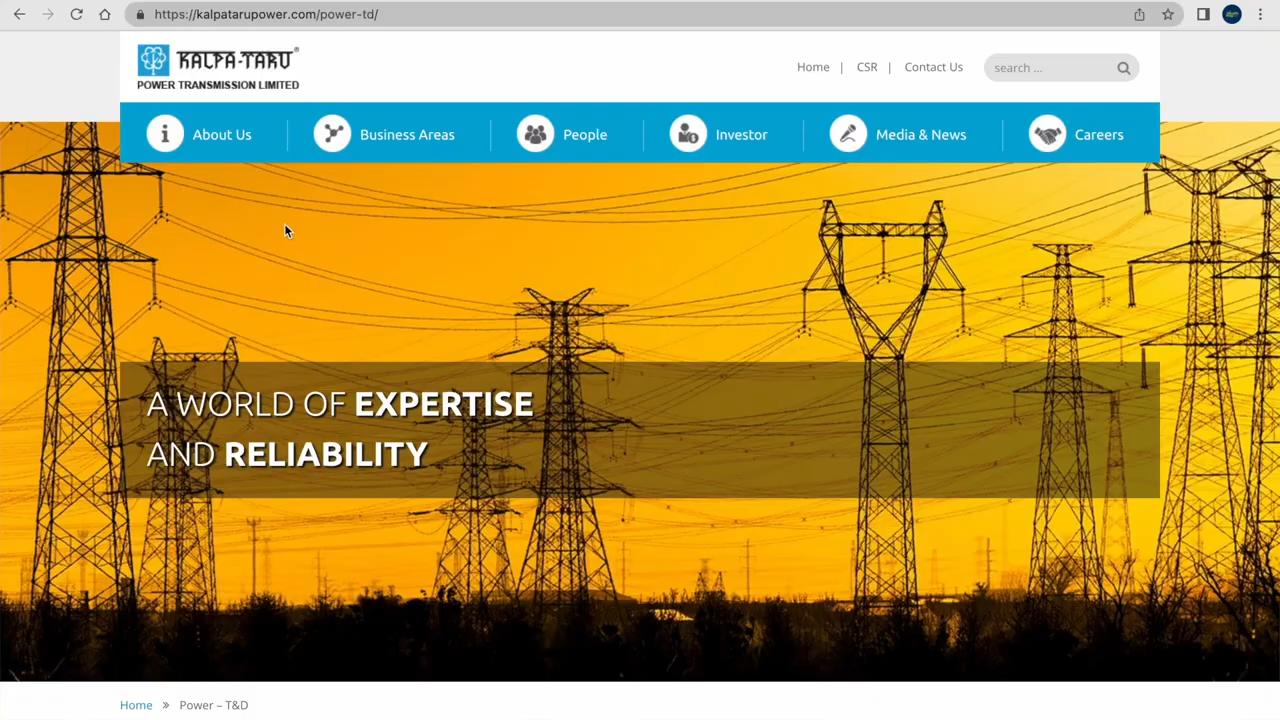 https://kalpatarupower.com/power-td/
KALPA-TARU®
POWER TRANSMISSION LIMITED
Home | CSR | Contact Us
search ...
About Us
Business Areas
People
Investor
Media & News
Careers
A WORLD OF EXPERTISE
AND RELIABILITY
Home » Power – T&D